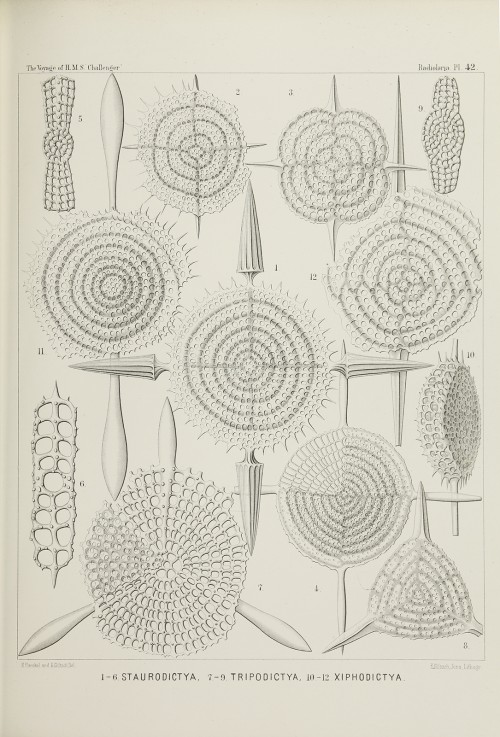 The Voyage of H.M.S. Challenger
Radiolaria Pl. 42.
2
3
5
9
1
12
11
10
6
7
4
8
E. Haeckel and A. Giltsch, Del.
E. Giltsch, Jena, Lithogr.
1-6 STAURODICTYA, 7-9 TRIPODICTYA, 10-12 XIPHODICTYA.